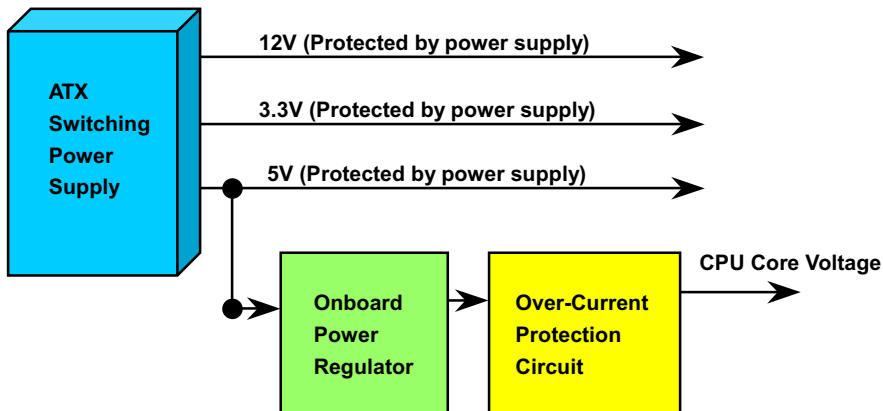 12V (Protected by power supply)
ATX
Switching
Power
Supply
3.3V (Protected by power supply)
5V (Protected by power supply)
CPU Core Voltage
Onboard
Power
Regulator
Over-Current
Protection
Circuit